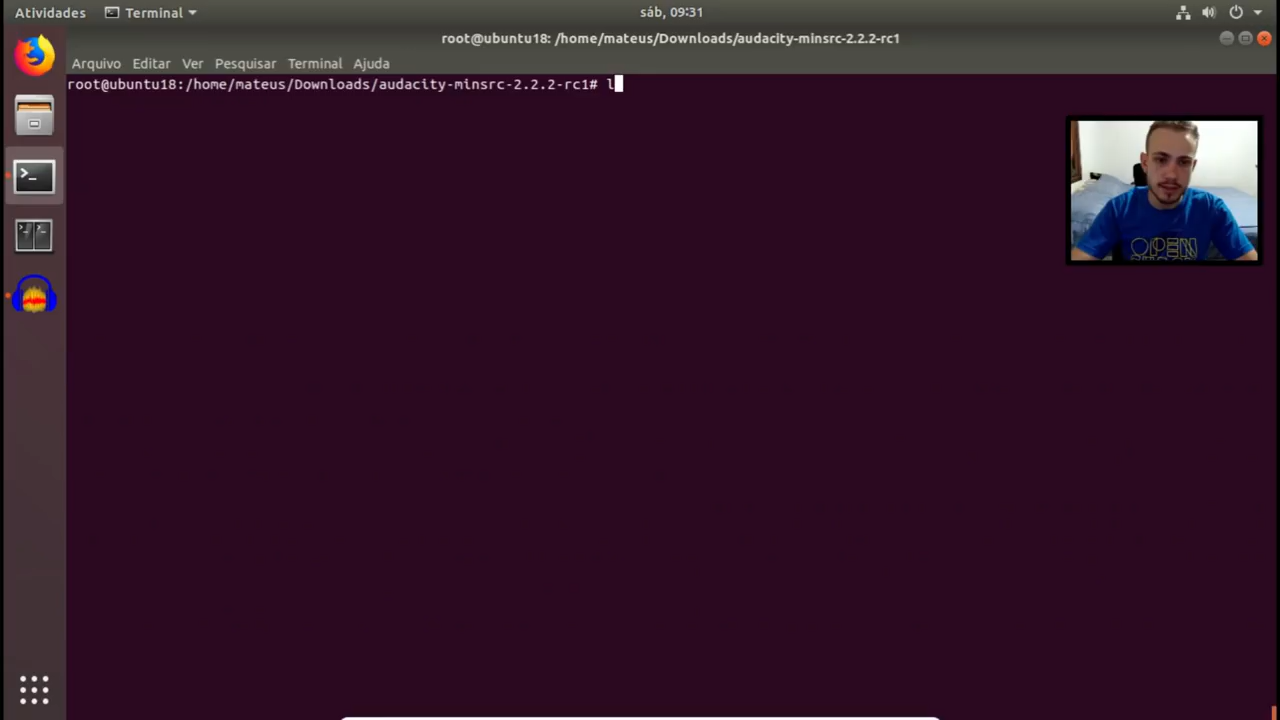 Atividades
Terminal
sáb, 09:31
root@ubuntu18: /home/mateus/Downloads/audacity-minsrc-2.2.2-rc1
Arquivo Editar Ver Pesquisar Terminal Ajuda
root@ubuntu18:/home/mateus/Downloads/audacity-minsrc-2.2.2-rc1# l
OPEN